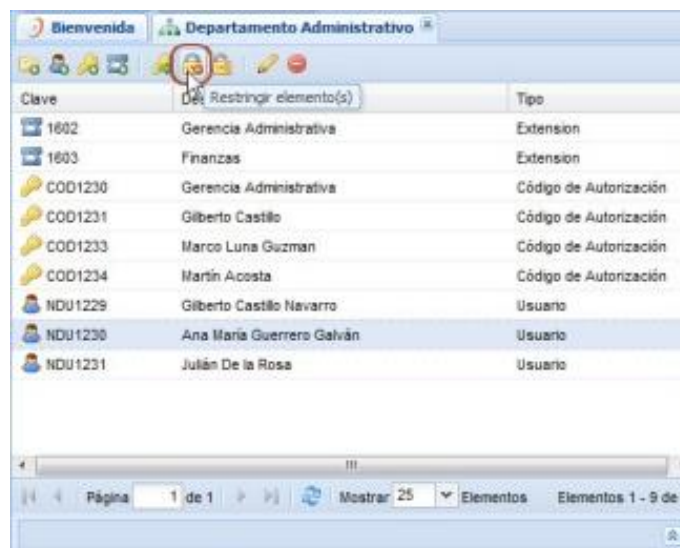 Bienvenida Departamento Administrativo
Restringir elemento(s)
Clave Tipo
1602 Gerencia Administrativa Extension
1603 Finanzas Extension
COD1230 Gerencia Administrativa Código de Autorización
COD1231 Gilberto Castillo Código de Autorización
COD1233 Marco Luna Guzman Código de Autorización
COD1234 Martín Acosta Código de Autorización
NDU1229 Gilberto Castillo Navarro Usuario
NDU1230 Ana María Guerrero Galván Usuario
NDU1231 Julián De la Rosa Usuario
Página 1 de 1 Mostrar 25 Elementos Elementos 1 - 9 de